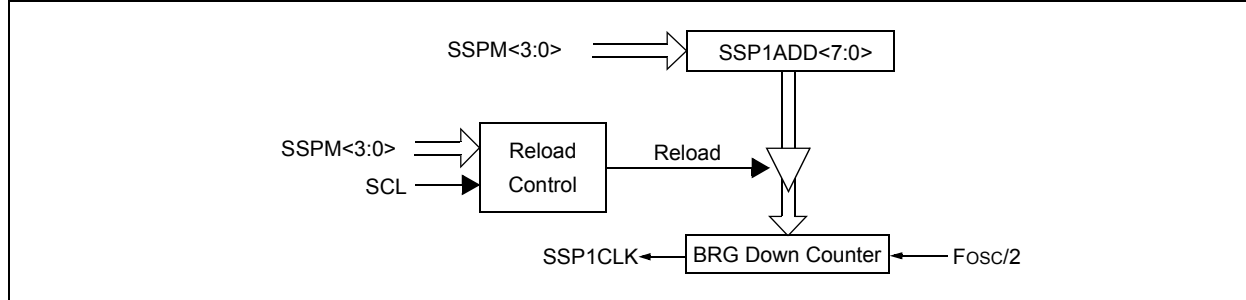 SSPM<3:0>
SSP1ADD<7:0>
SSPM<3:0>
SCL
Reload
Control
Reload
SSP1CLK
BRG Down Counter
FOSC/2